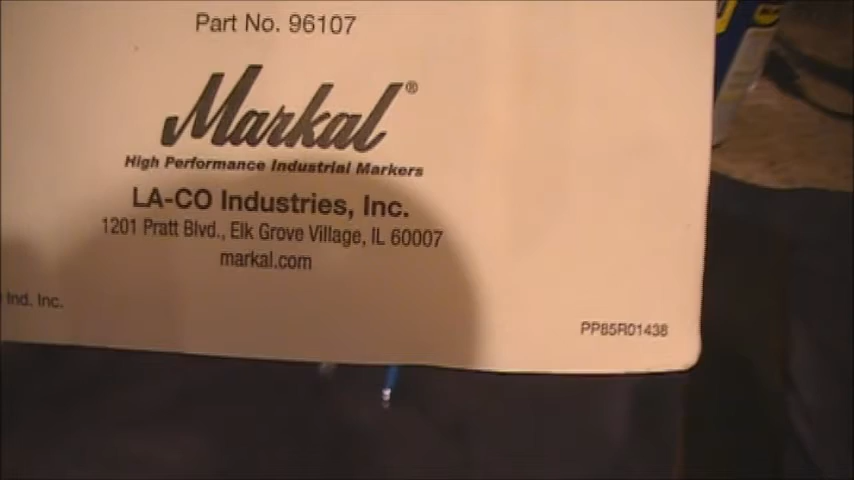 Part No. 96107
Markal®
High Performance Industrial Markers
LA-CO Industries, Inc.
1201 Pratt Blvd., Elk Grove Village, IL 60007
markal.com
Ind, Inc.
PP85R01438